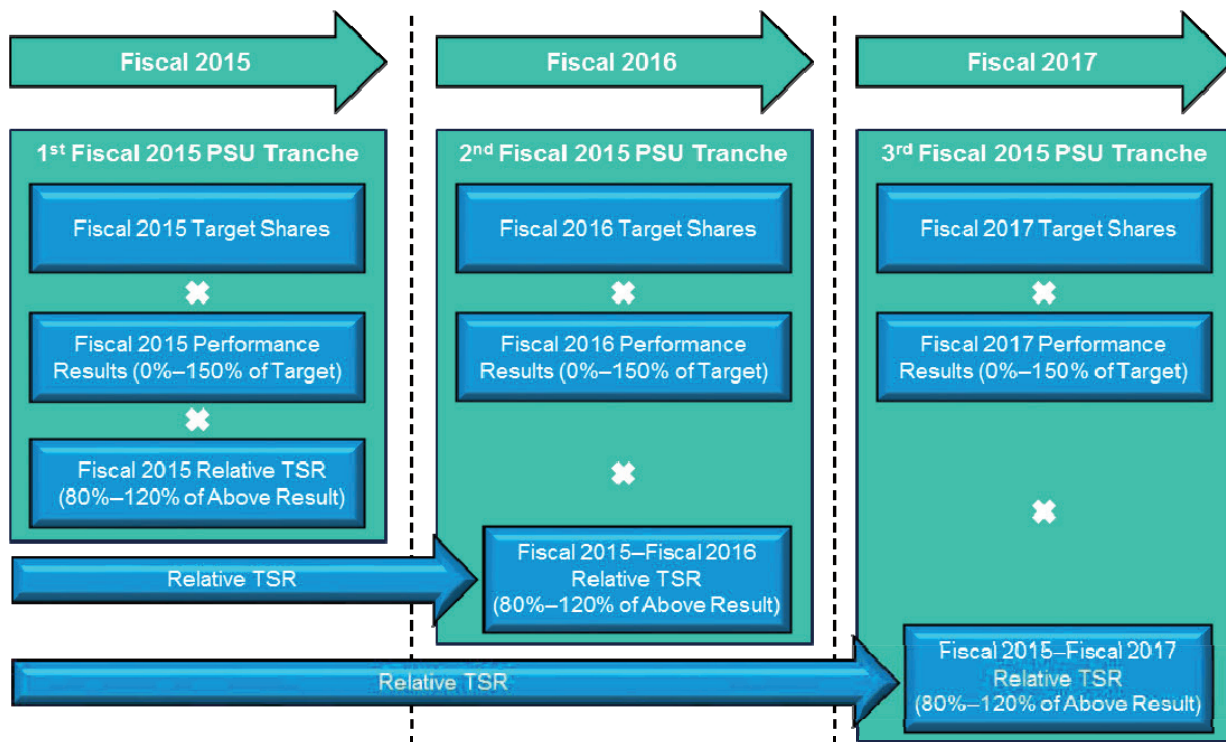 Fiscal 2015
Fiscal 2016
Fiscal 2017
1st Fiscal 2015 PSU Tranche
Fiscal 2015 Target Shares
Fiscal 2015 Performance
Results (0%–150% of Target)
Fiscal 2015 Relative TSR
(80%–120% of Above Result)
2nd Fiscal 2015 PSU Tranche
Fiscal 2016 Target Shares
Fiscal 2016 Performance
Results (0%–150% of Target)
Relative TSR
Fiscal 2015–Fiscal 2016
Relative TSR
(80%–120% of Above Result)
3rd Fiscal 2015 PSU Tranche
Fiscal 2017 Target Shares
Fiscal 2017 Performance
Results (0%–150% of Target)
Relative TSR
Fiscal 2015–Fiscal 2017
Relative TSR
(80%–120% of Above Result)